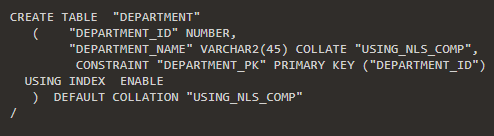 CREATE TABLE  "DEPARTMENT"
   (    "DEPARTMENT_ID" NUMBER,
        "DEPARTMENT_NAME" VARCHAR2(45) COLLATE "USING_NLS_COMP",
         CONSTRAINT "DEPARTMENT_PK" PRIMARY KEY ("DEPARTMENT_ID")
  USING INDEX  ENABLE
   )  DEFAULT COLLATION "USING_NLS_COMP"
/